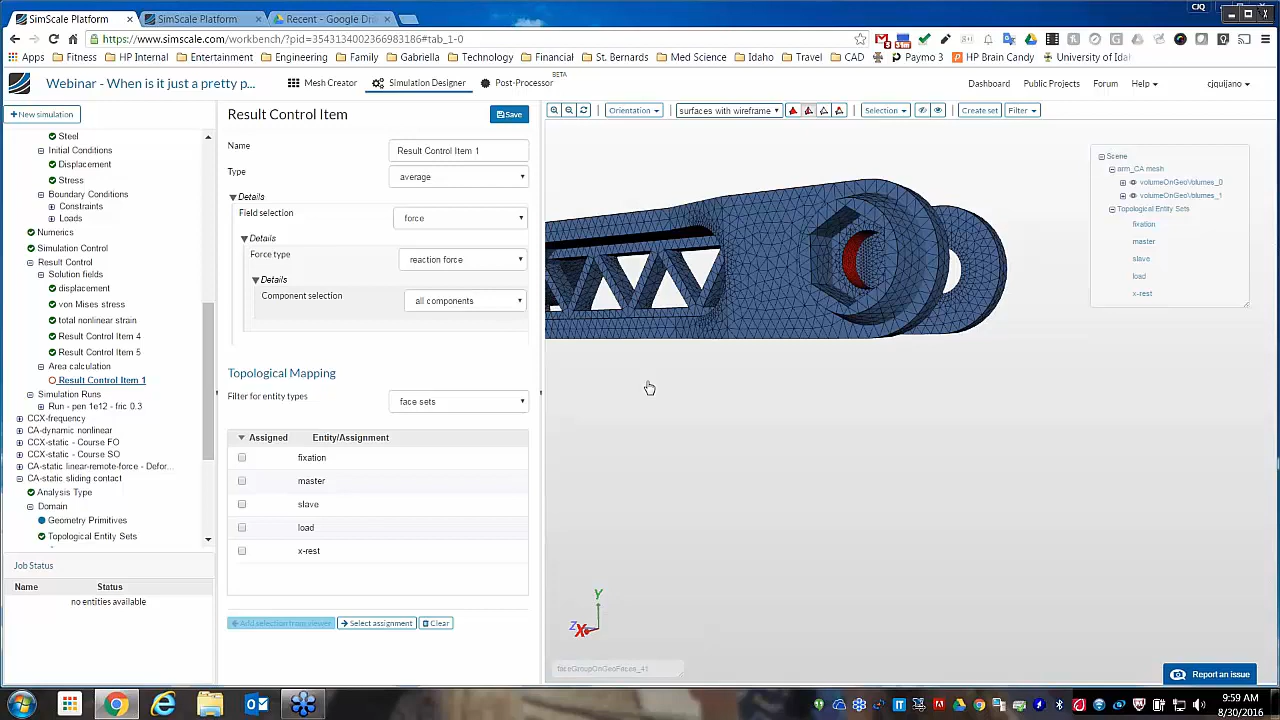 SimScale Platform
SimScale Platform
Recent - Google Dri
CIQ
https://www.simscale.com/workbench/?pid=3543134002366983186#tab_1-0
Apps
Fitness
HP Internal
Entertainment
Engineering
Family
Gabriella
Technology
Financial
St. Bernards
Med Science
Idaho
Travel
CAD
Paymo 3
HP Brain Candy
University of Idah
Webinar - When is it just a pretty p...
Mesh Creator
Simulation Designer
Post-Processor
BETA
Dashboard
Public Projects
Forum
Help
cjquijano
+ New simulation
Steel
Initial Conditions
Displacement
Stress
Boundary Conditions
Constraints
Loads
Numerics
Simulation Control
Result Control
Solution fields
displacement
von Mises stress
total nonlinear strain
Result Control Item 4
Result Control Item 5
Area calculation
Result Control Item 1
Simulation Runs
Run - pen 1e12 - fric 0.3
CCX-frequency
CA-dynamic nonlinear
CCX-static - Course FO
CCX-static - Course SO
CA-static linear-remote-force - Defor...
CA-static sliding contact
Analysis Type
Domain
Geometry Primitives
Topological Entity Sets
Job Status
Name Status
no entities available
Result Control Item
Save
Name
Result Control Item 1
Type
average
Details
Field selection
force
Details
Force type
reaction force
Details
Component selection
all components
Topological Mapping
Filter for entity types
face sets
Assigned Entity/Assignment
fixation
master
slave
load
x-rest
Add selection from viewer
Select assignment
Clear
Orientation
surfaces with wireframe
Selection
Create set
Filter
Scene
arm_CA mesh
volumeOnGeoVolumes_0
volumeOnGeoVolumes_1
Topological Entity Sets
fixation
master
slave
load
x-rest
Y
Z
X
faceGroupOnGeoFaces_41
Report an issue
9:59 AM
8/30/2016